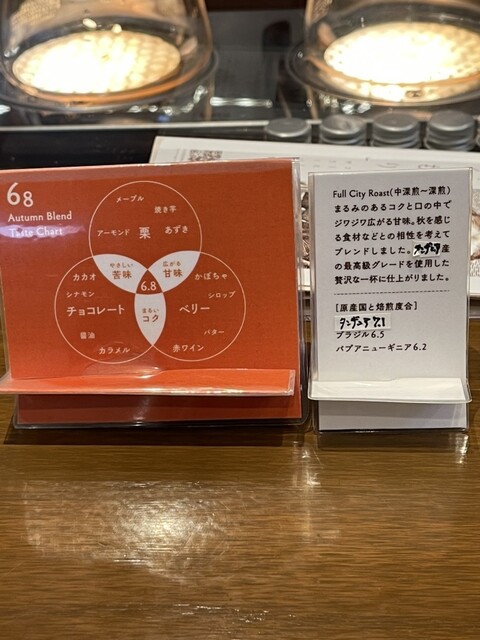 68
Autumn Blend
Taste Chart
メープル
焼き芋
アーモンド
栗
あずき
やさしい
苦味
広がる
甘味
6.8
まるい
コク
カカオ
シナモン
チョコレート
醤油
カラメル
かぼちゃ
シロップ
ベリー
バター
赤ワイン
Full City Roast(中深煎〜深煎)
まるみのあるコクと口の中で
ジワジワ広がる甘味。秋を感じ
る食材などとの相性を考えて
ブレンドしました。産
の最高級グレードを使用した
贅沢な一杯に仕上がりました。
[原産国と焙煎度合]
タンザニア 7.1
ブラジル6.5
パプアニューギニア6.2